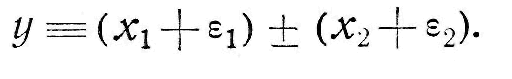 y ≡ (x₁ + ε₁) ± (x₂ + ε₂).